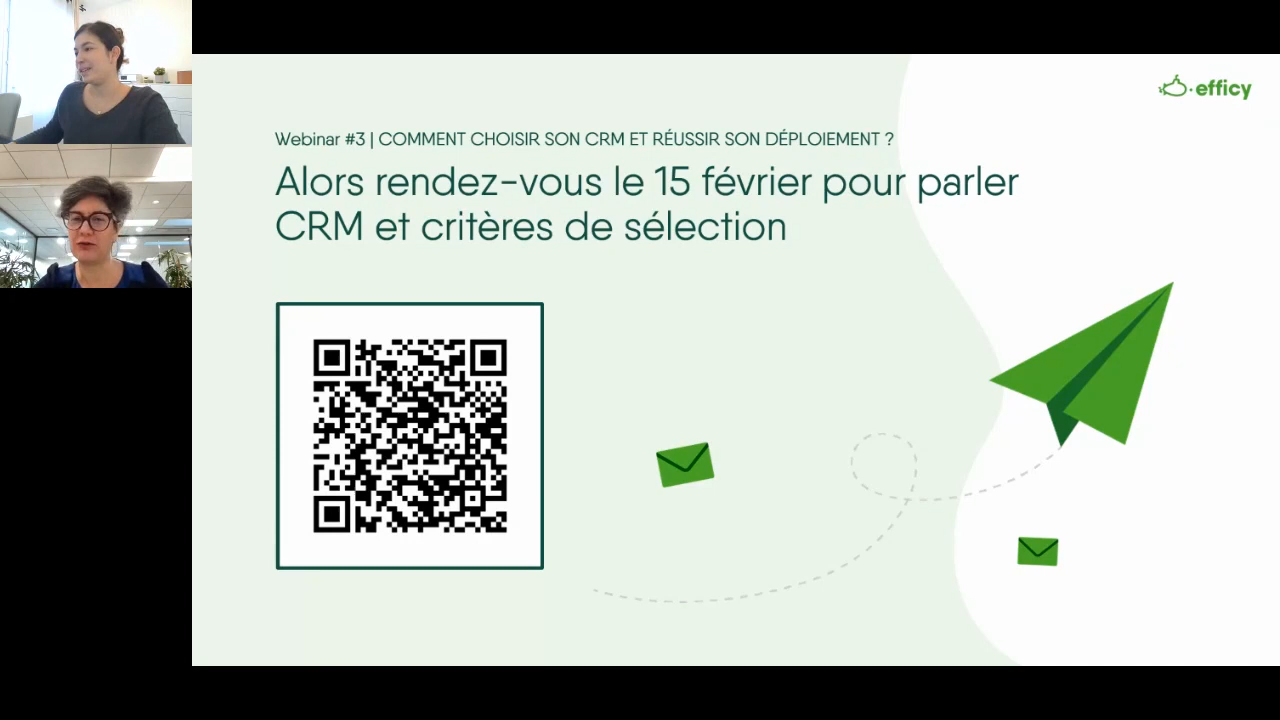 efficy
Webinar #3 | COMMENT CHOISIR SON CRM ET RÉUSSIR SON DÉPLOIEMENT ?
Alors rendez-vous le 15 février pour parler
CRM et critères de sélection